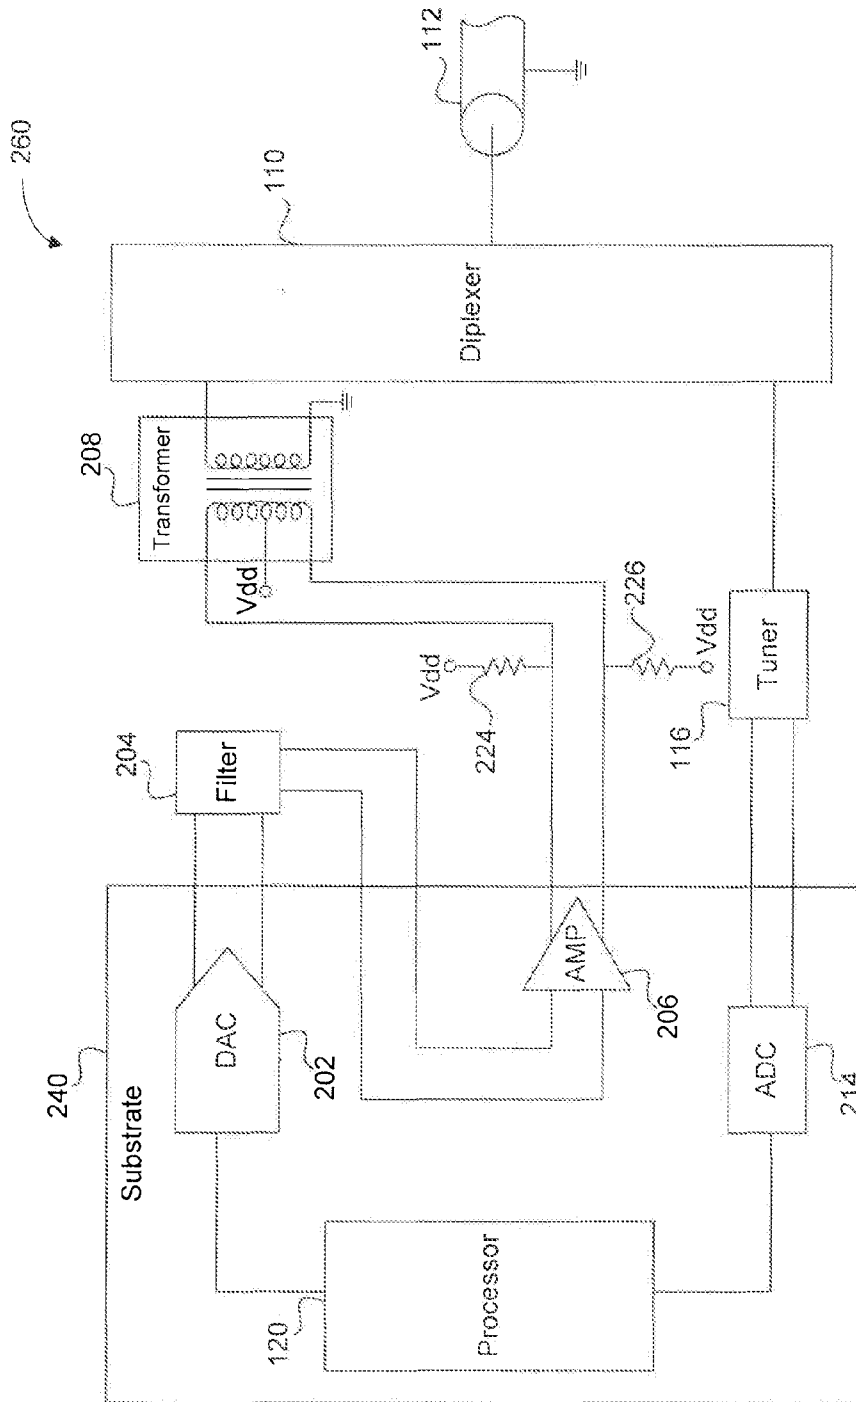 260
112
110
Diplexer
208
Transformer
Vdd
Vdd
224
226
Vdd
204
Filter
116
Tuner
240
Substrate
DAC
202
AMP
206
ADC
214
120
Processor